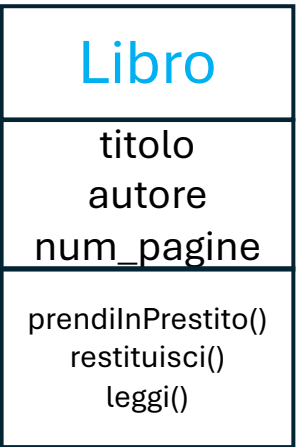 Libro
titolo
autore
num_pagine
prendiInPrestito()
restituisci()
leggi()